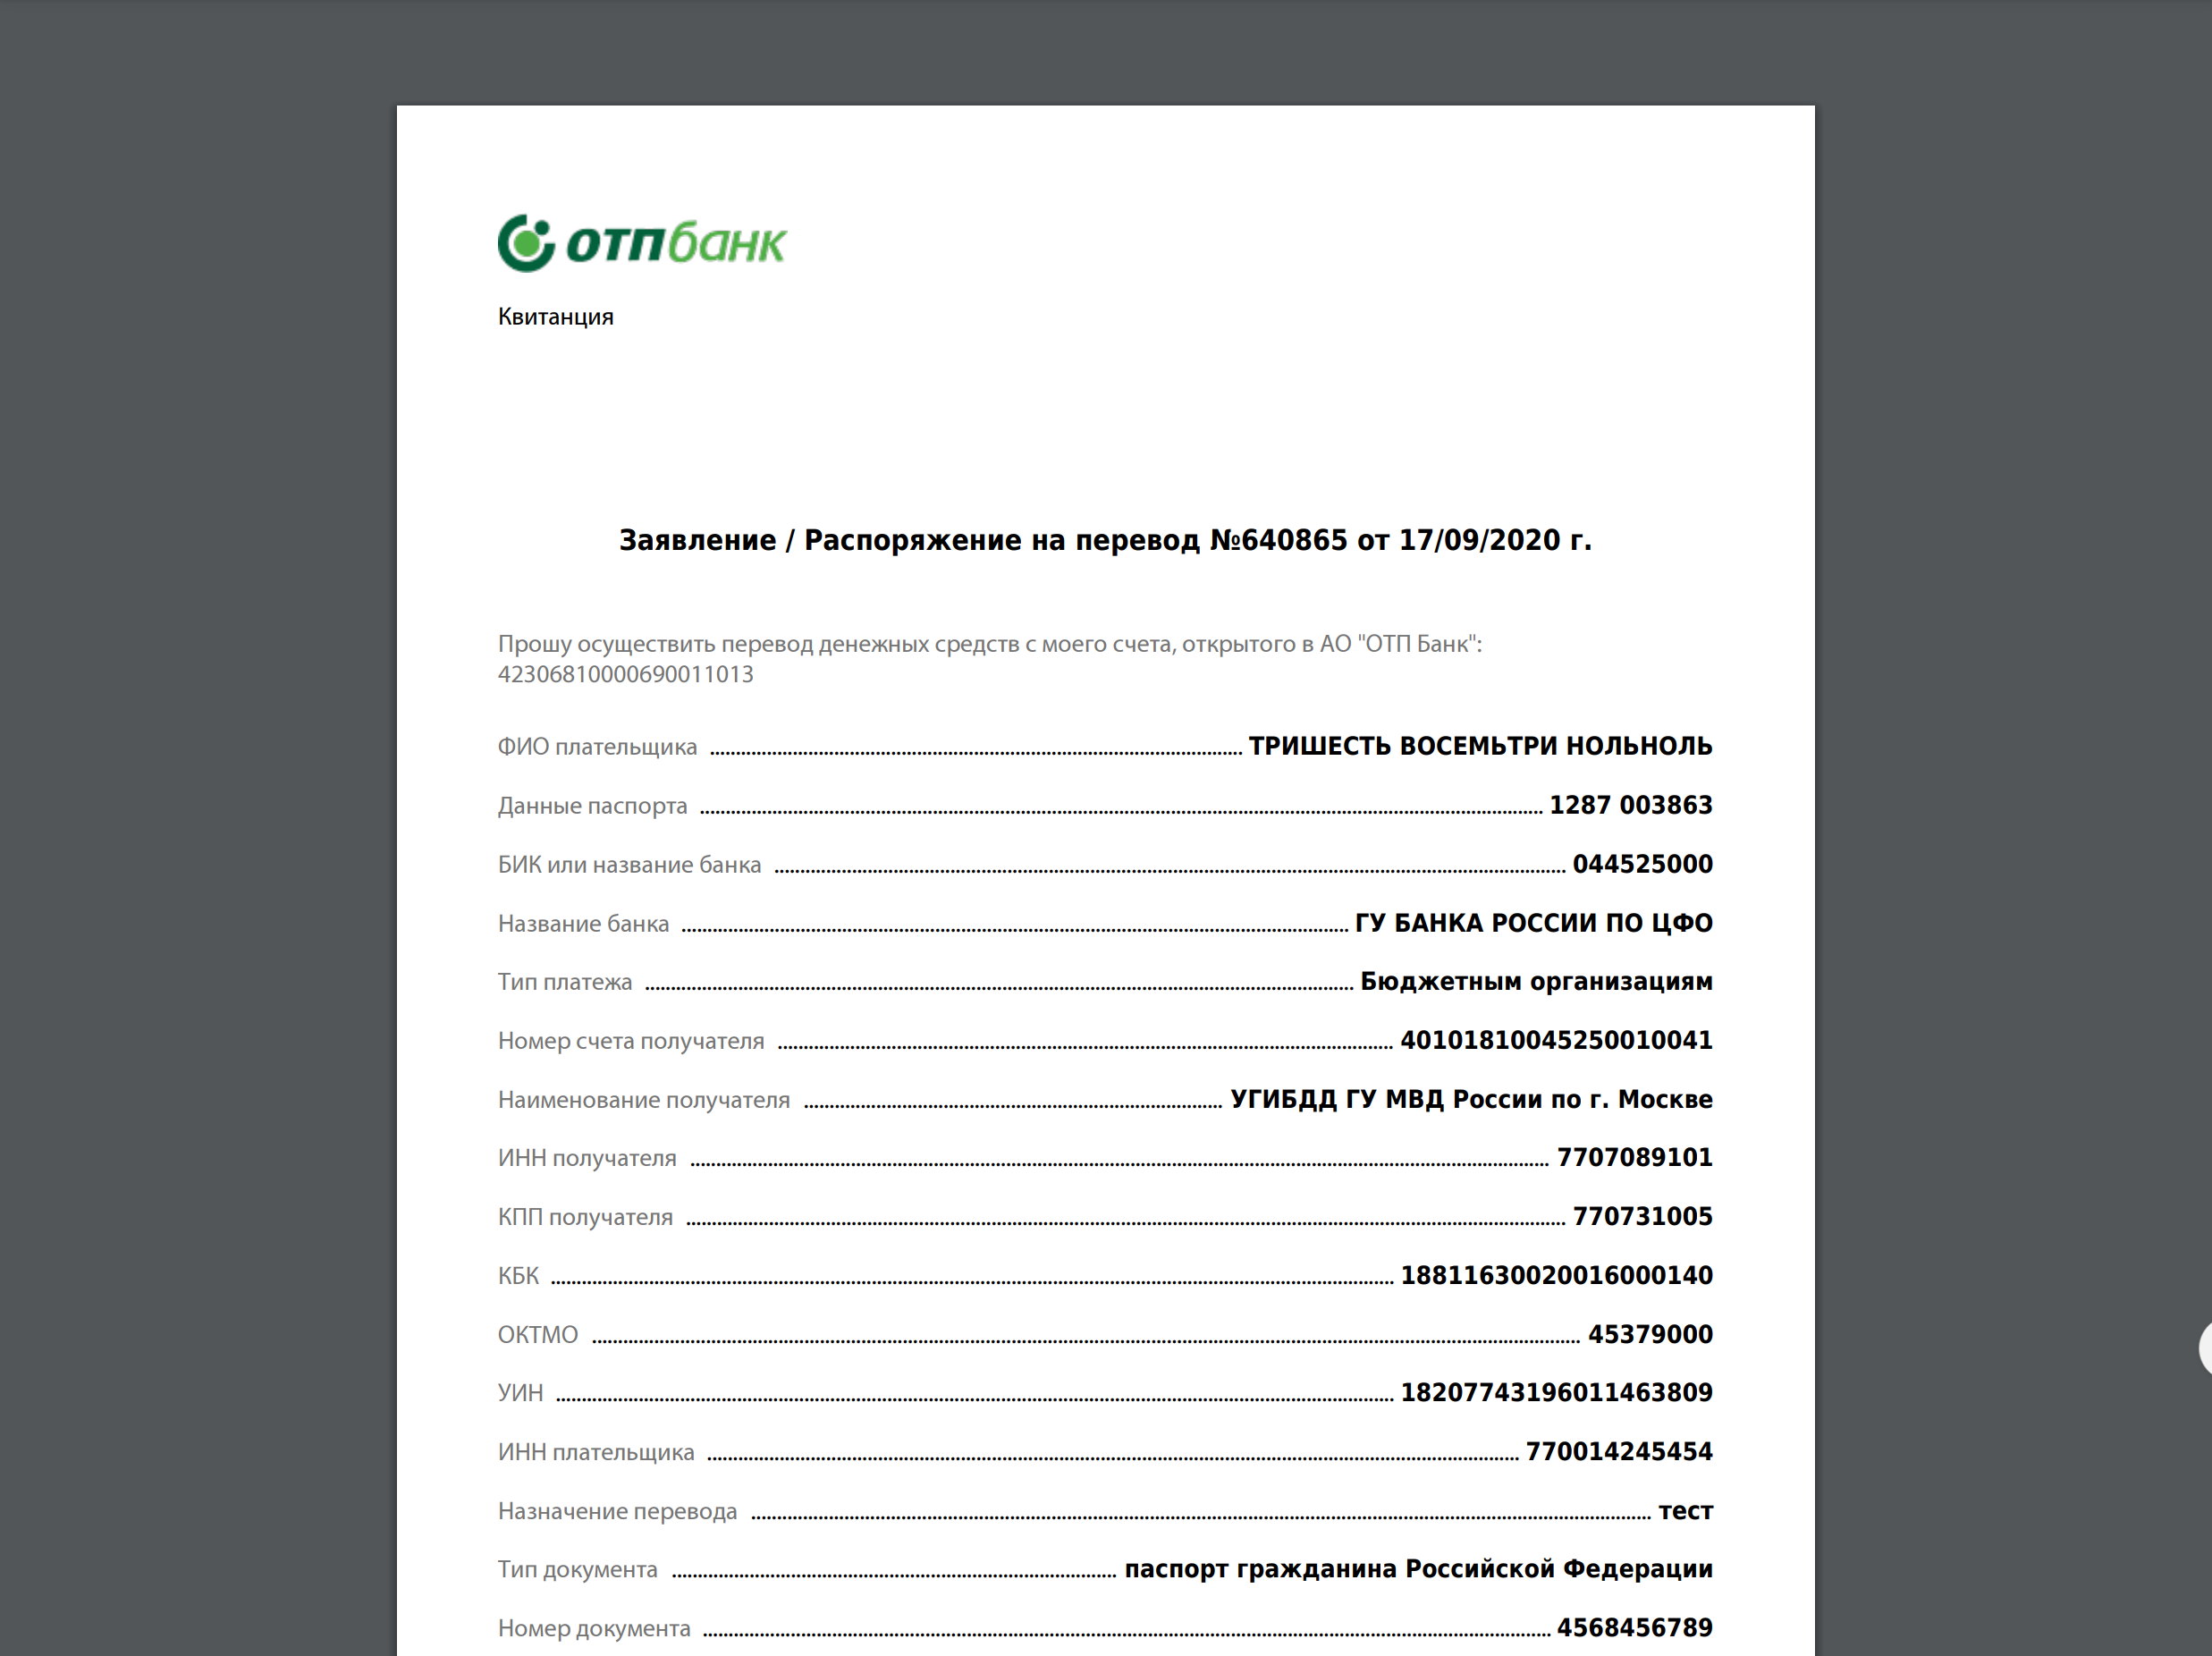 отпбанк
Квитанция
Заявление / Распоряжение на перевод №640865 от 17/09/2020 г.
Прошу осуществить перевод денежных средств с моего счета, открытого в АО "ОТП Банк":
42306810000690011013
ФИО плательщика ТРИШЕСТЬ ВОСЕМЬТРИ НОЛЬНОЛЬ
Данные паспорта 1287 003863
БИК или название банка 044525000
Название банка ГУ БАНКА РОССИИ ПО ЦФО
Тип платежа Бюджетным организациям
Номер счета получателя 40101810045250010041
Наименование получателя УГИБДД ГУ МВД России по г. Москве
ИНН получателя 7707089101
КПП получателя 770731005
КБК 18811630020016000140
ОКТМО 45379000
УИН 18207743196011463809
ИНН плательщика 770014245454
Назначение перевода тест
Тип документа паспорт гражданина Российской Федерации
Номер документа 4568456789